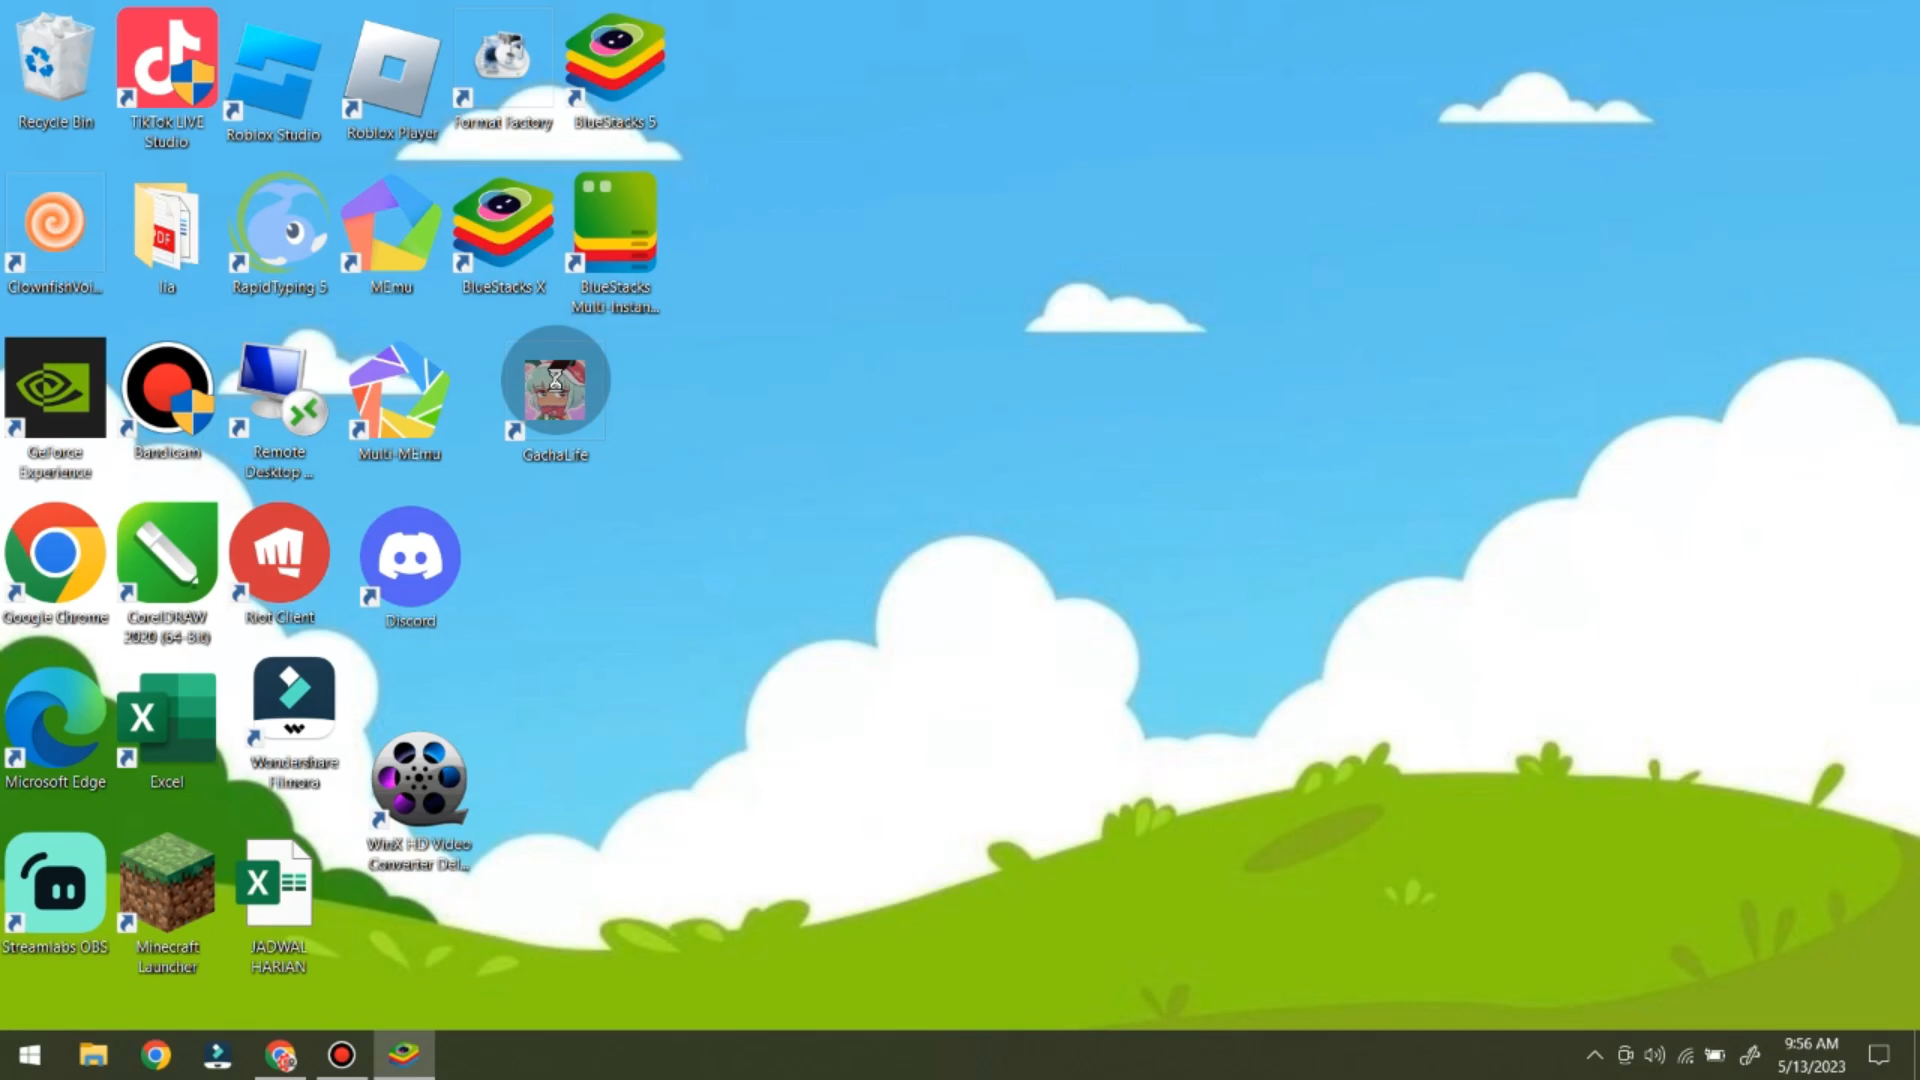 Recycle Bin
TikTok LIVE
Studio
Roblox Studio
Roblox Player
Format Factory
BlueStacks 5
ClownfishVoi...
PDF
lia
RapidTyping 5
MEmu
BlueStacks X
BlueStacks
Multi-Instan...
GeForce
Experience
Bandicam
Remote
Desktop ...
Multi-MEmu
GachaLife
Google Chrome
CorelDRAW
2020 (64-Bit)
Riot Client
Discord
Microsoft Edge
X
Excel
Wondershare
Filmora
WinX HD Video
Converter Del...
Streamlabs OBS
Minecraft
Launcher
X
JADWAL
HARIAN
9:56 AM
5/13/2023